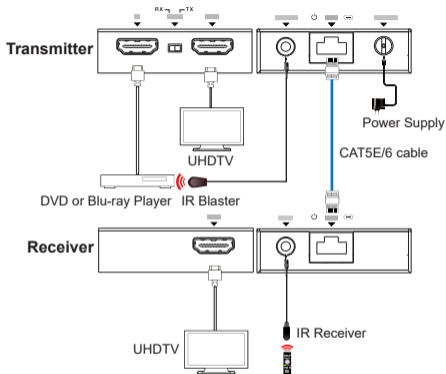 RX TX
Transmitter
Power Supply
UHDTV
CAT5E/6 cable
DVD or Blu-ray Player IR Blaster
Receiver
IR Receiver
UHDTV